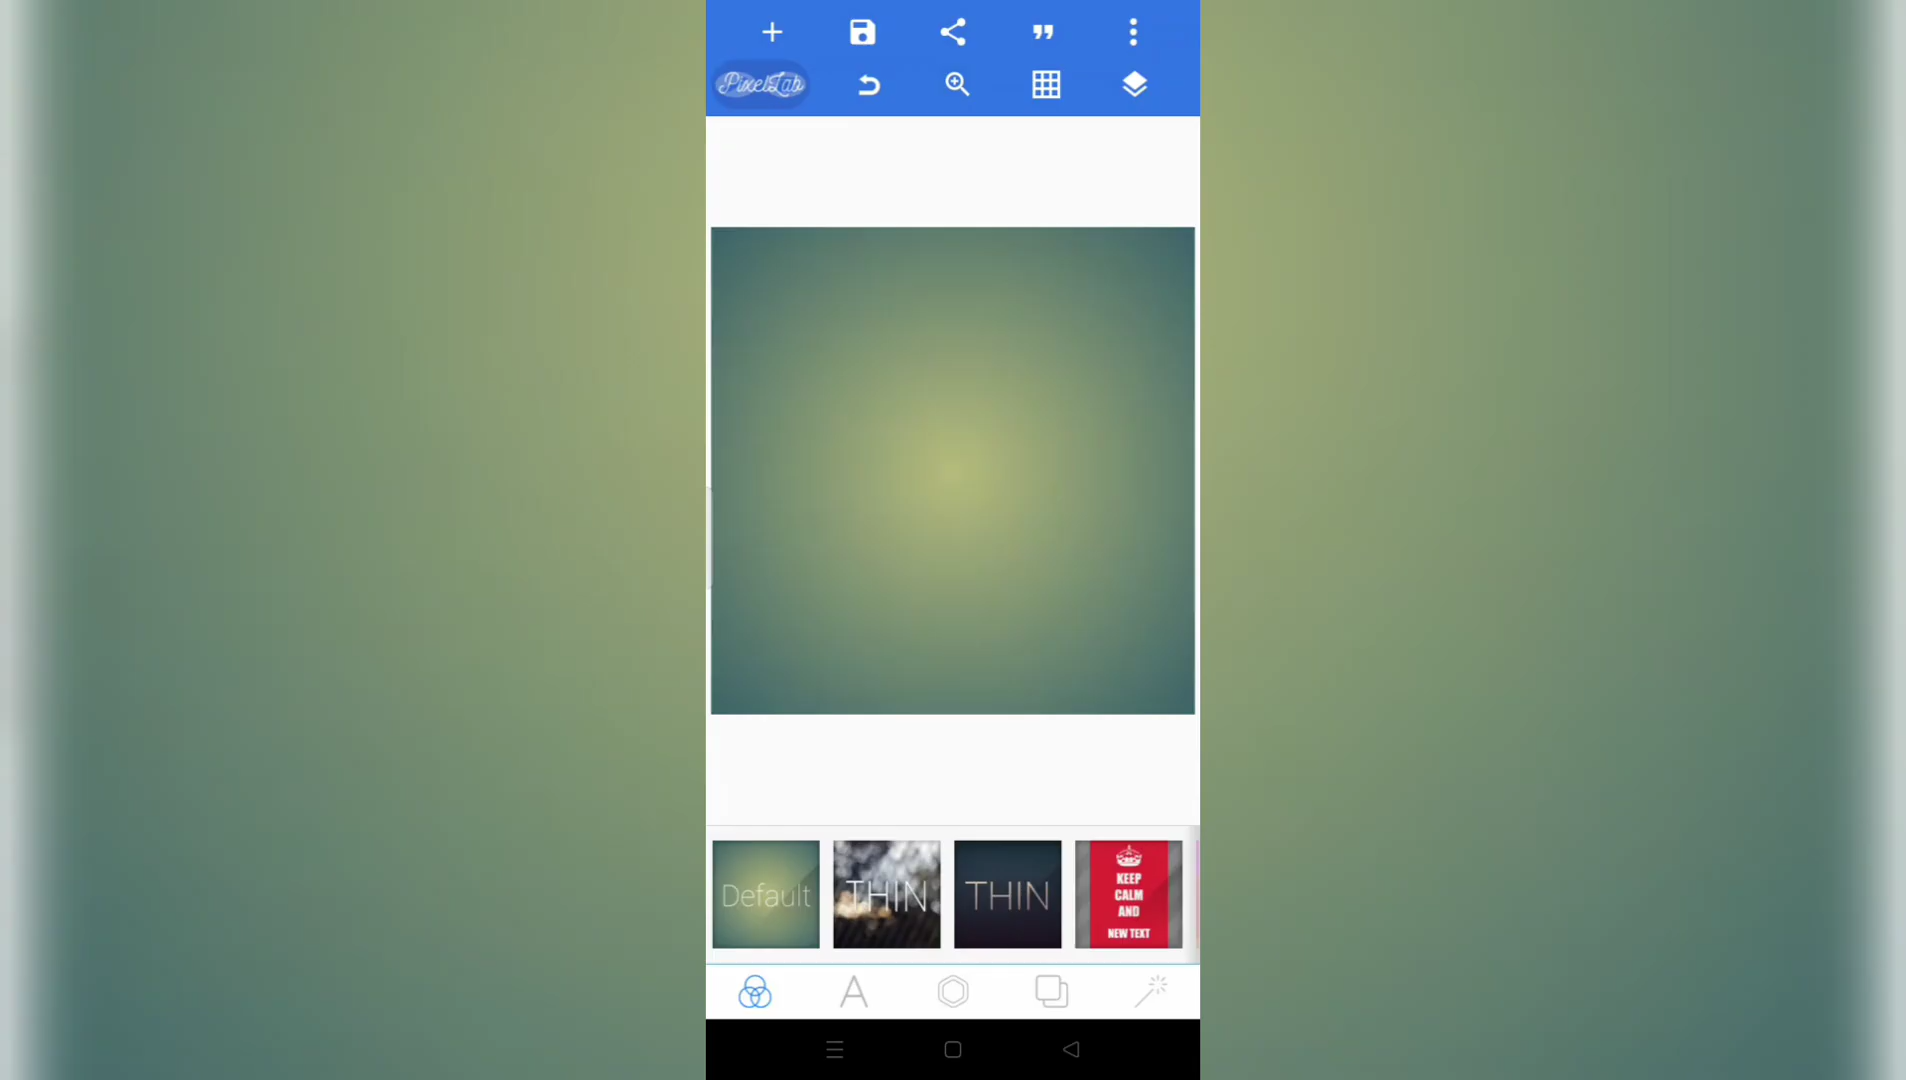 PixelLab
Default
THIN
THIN
KEEP
CALM
AND
NEW TEXT